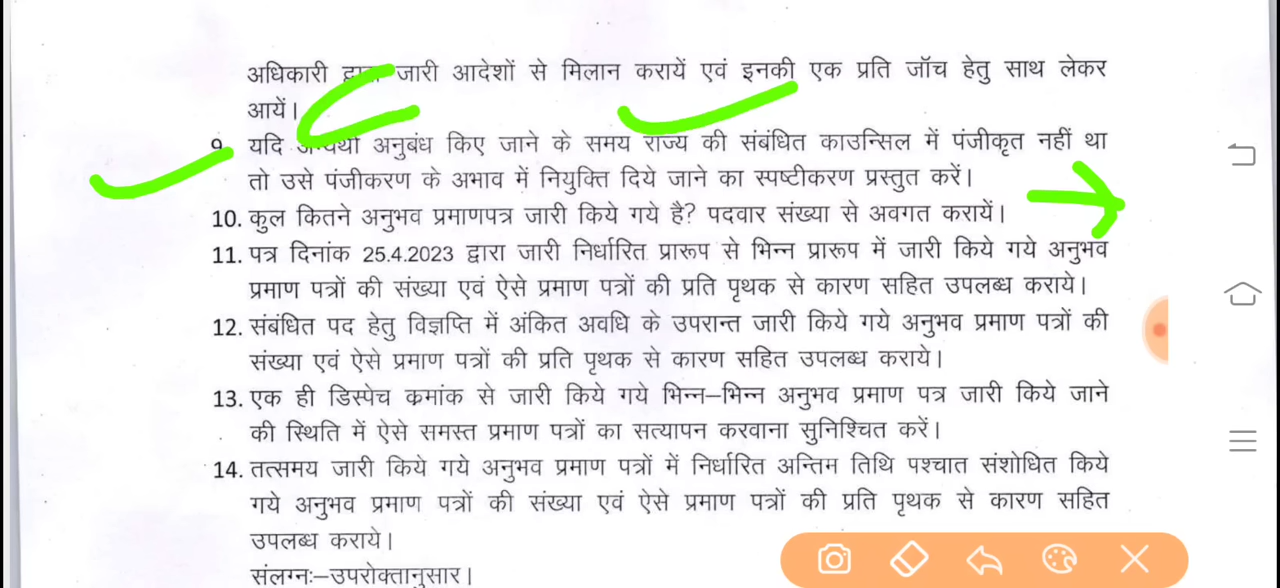 अधिकारी द्वारा जारी आदेशों से मिलान करायें एवं इनकी एक प्रति जॉच हेतु साथ लेकर
आयें।
9. यदि अभ्यर्थी अनुबंध किए जाने के समय राज्य की संबंधित काउन्सिल में पंजीकृत नहीं था
तो उसे पंजीकरण के अभाव में नियुक्ति दिये जाने का स्पष्टीकरण प्रस्तुत करें।
10. कुल कितने अनुभव प्रमाणपत्र जारी किये गये है? पदवार संख्या से अवगत करायें।
11. पत्र दिनांक 25.4.2023 द्वारा जारी निर्धारित प्रारूप से भिन्न प्रारूप में जारी किये गये अनुभव
प्रमाण पत्रों की संख्या एवं ऐसे प्रमाण पत्रों की प्रति पृथक से कारण सहित उपलब्ध कराये।
12. संबंधित पद हेतु विज्ञप्ति में अंकित अवधि के उपरान्त जारी किये गये अनुभव प्रमाण पत्रों की
संख्या एवं ऐसे प्रमाण पत्रों की प्रति पृथक से कारण सहित उपलब्ध कराये।
13. एक ही डिस्पेच क्रमांक से जारी किये गये भिन्न–भिन्न अनुभव प्रमाण पत्र जारी किये जाने
की स्थिति में ऐसे समस्त प्रमाण पत्रों का सत्यापन करवाना सुनिश्चित करें।
14. तत्समय जारी किये गये अनुभव प्रमाण पत्रों में निर्धारित अन्तिम तिथि पश्चात संशोधित किये
गये अनुभव प्रमाण पत्रों की संख्या एवं ऐसे प्रमाण पत्रों की प्रति पृथक से कारण सहित
उपलब्ध कराये।
संलग्नः–उपरोक्तानुसार।